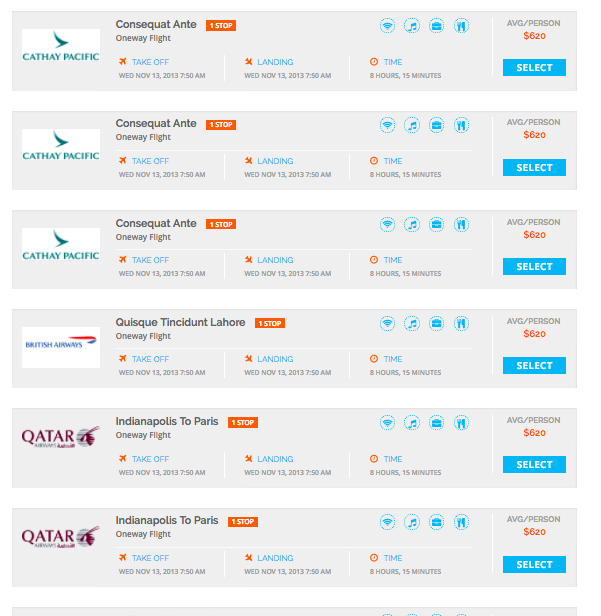 Consequat Ante 1 STOP AVG/PERSON
Oneway Flight $620
CATHAY PACIFIC TAKE OFF LANDING TIME SELECT
WED NOV 13, 2013 7:50 AM WED NOV 13, 2013 7:50 AM 8 HOURS, 15 MINUTES
Consequat Ante 1 STOP AVG/PERSON
Oneway Flight $620
CATHAY PACIFIC TAKE OFF LANDING TIME SELECT
WED NOV 13, 2013 7:50 AM WED NOV 13, 2013 7:50 AM 8 HOURS, 15 MINUTES
Consequat Ante 1 STOP AVG/PERSON
Oneway Flight $620
CATHAY PACIFIC TAKE OFF LANDING TIME SELECT
WED NOV 13, 2013 7:50 AM WED NOV 13, 2013 7:50 AM 8 HOURS, 15 MINUTES
Quisque Tincidunt Lahore 1 STOP AVG/PERSON
Oneway Flight $620
BRITISH AIRWAYS TAKE OFF LANDING TIME SELECT
WED NOV 13, 2013 7:50 AM WED NOV 13, 2013 7:50 AM 8 HOURS, 15 MINUTES
Indianapolis To Paris 1 STOP AVG/PERSON
Oneway Flight $620
QATAR
AIRWAYS TAKE OFF LANDING TIME SELECT
WED NOV 13, 2013 7:50 AM WED NOV 13, 2013 7:50 AM 8 HOURS, 15 MINUTES
Indianapolis To Paris 1 STOP AVG/PERSON
Oneway Flight $620
QATAR
AIRWAYS TAKE OFF LANDING TIME SELECT
WED NOV 13, 2013 7:50 AM WED NOV 13, 2013 7:50 AM 8 HOURS, 15 MINUTES